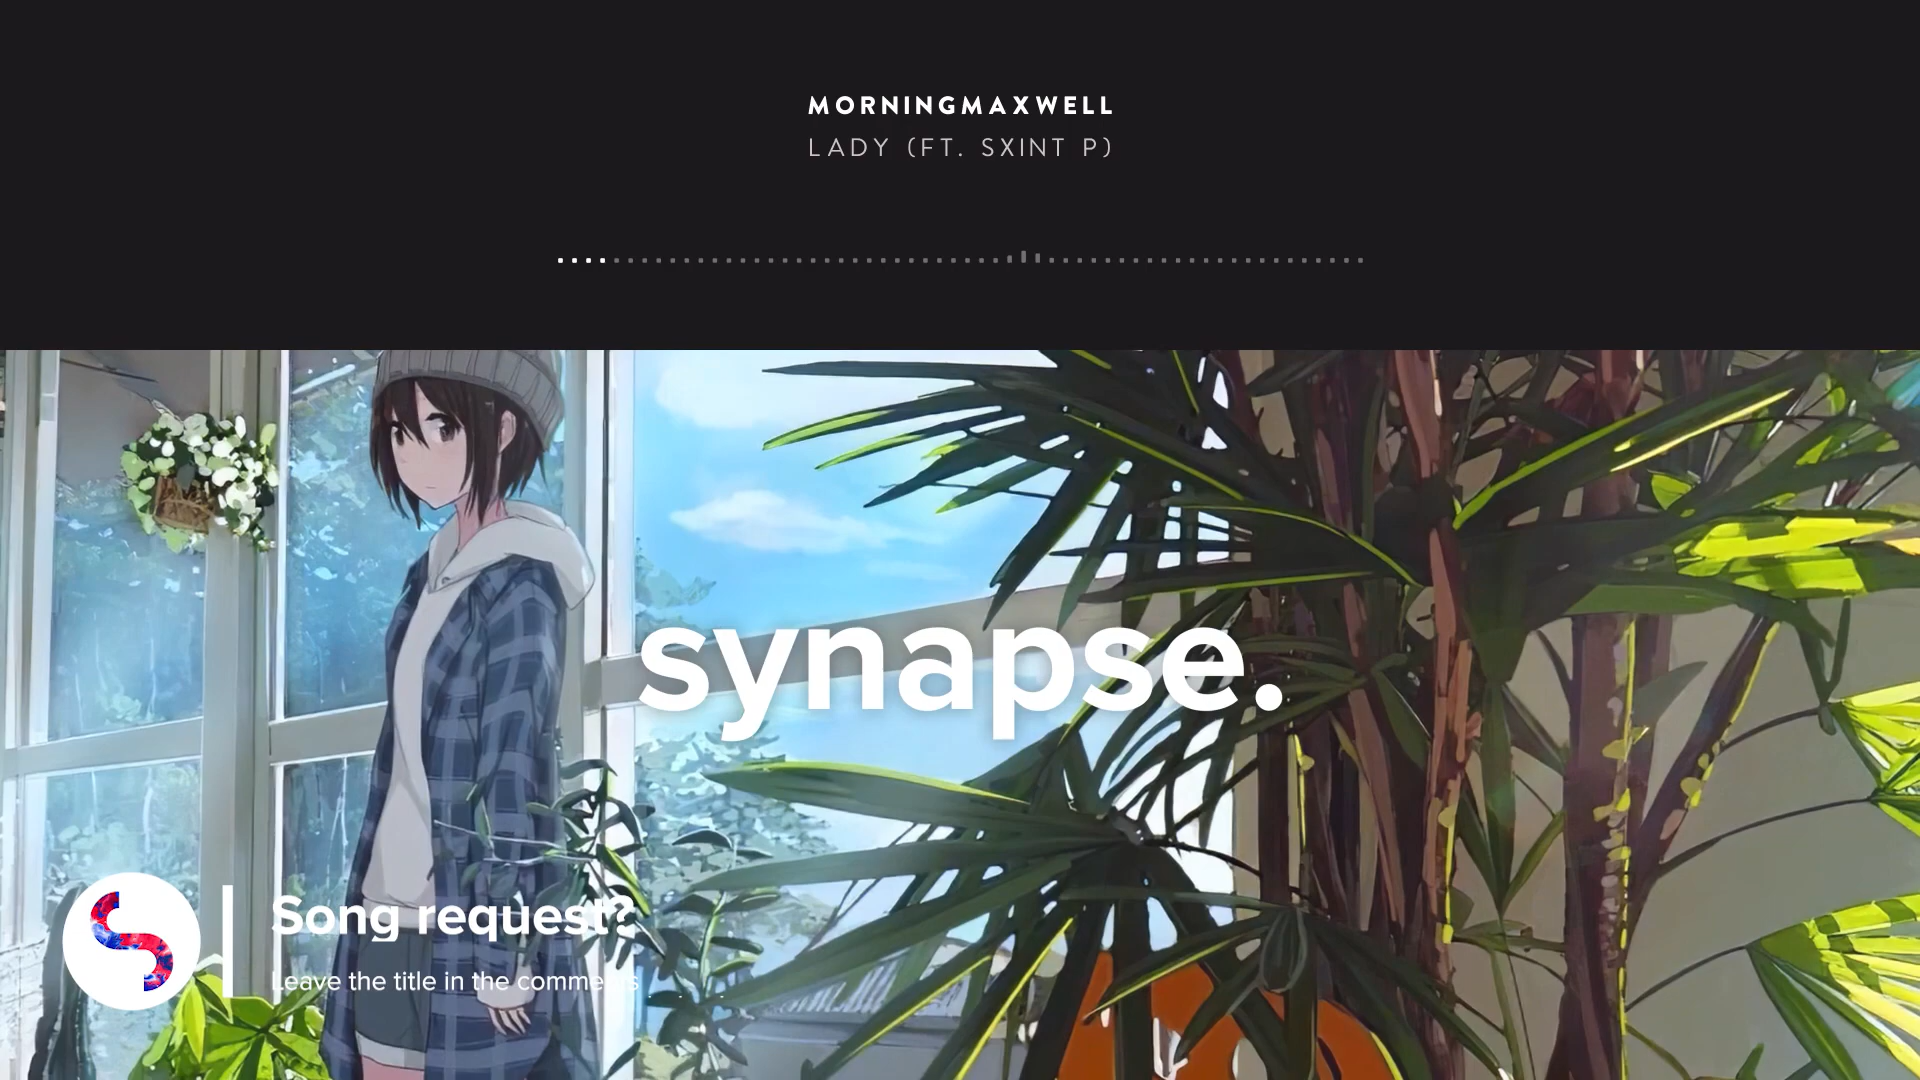 MORNINGMAXWELL
LADY (FT. SXINT P)
synapse.
Song request?
Leave the title in the comments